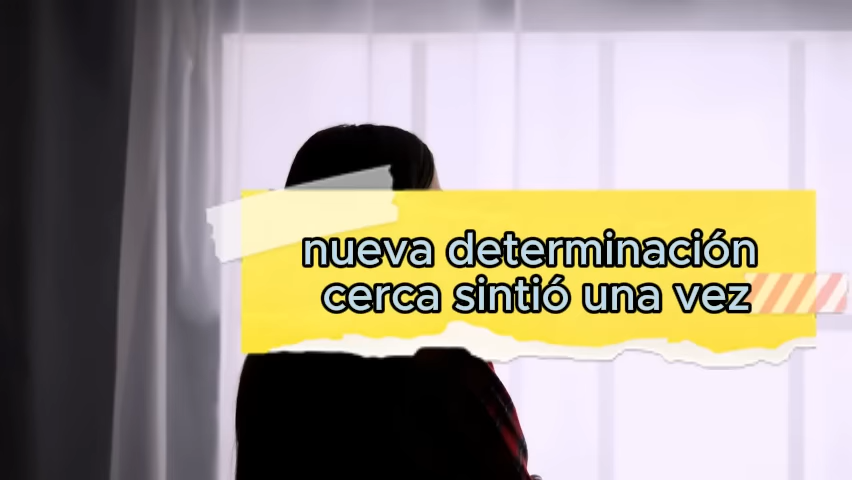 nueva determinación
cerca sintió una vez